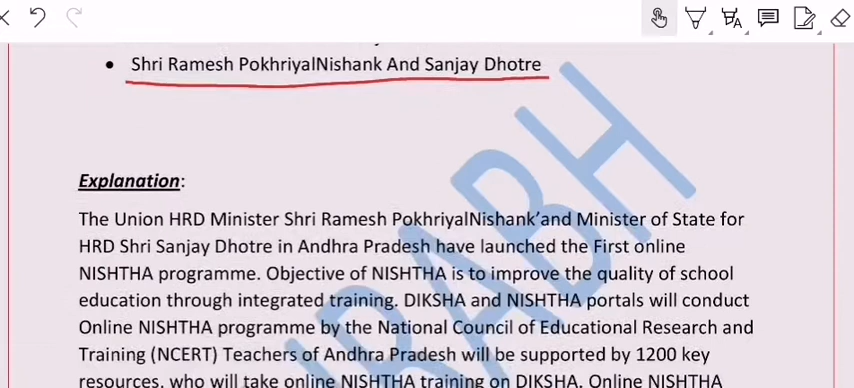 • Shri Ramesh PokhriyalNishank And Sanjay Dhotre
Explanation:
The Union HRD Minister Shri Ramesh PokhriyalNishank'and Minister of State for
HRD Shri Sanjay Dhotre in Andhra Pradesh have launched the First online
NISHTHA programme. Objective of NISHTHA is to improve the quality of school
education through integrated training. DIKSHA and NISHTHA portals will conduct
Online NISHTHA programme by the National Council of Educational Research and
Training (NCERT) Teachers of Andhra Pradesh will be supported by 1200 key
resources, who will take online NISHTHA training on DIKSHA. Online NISHTHA
RABH